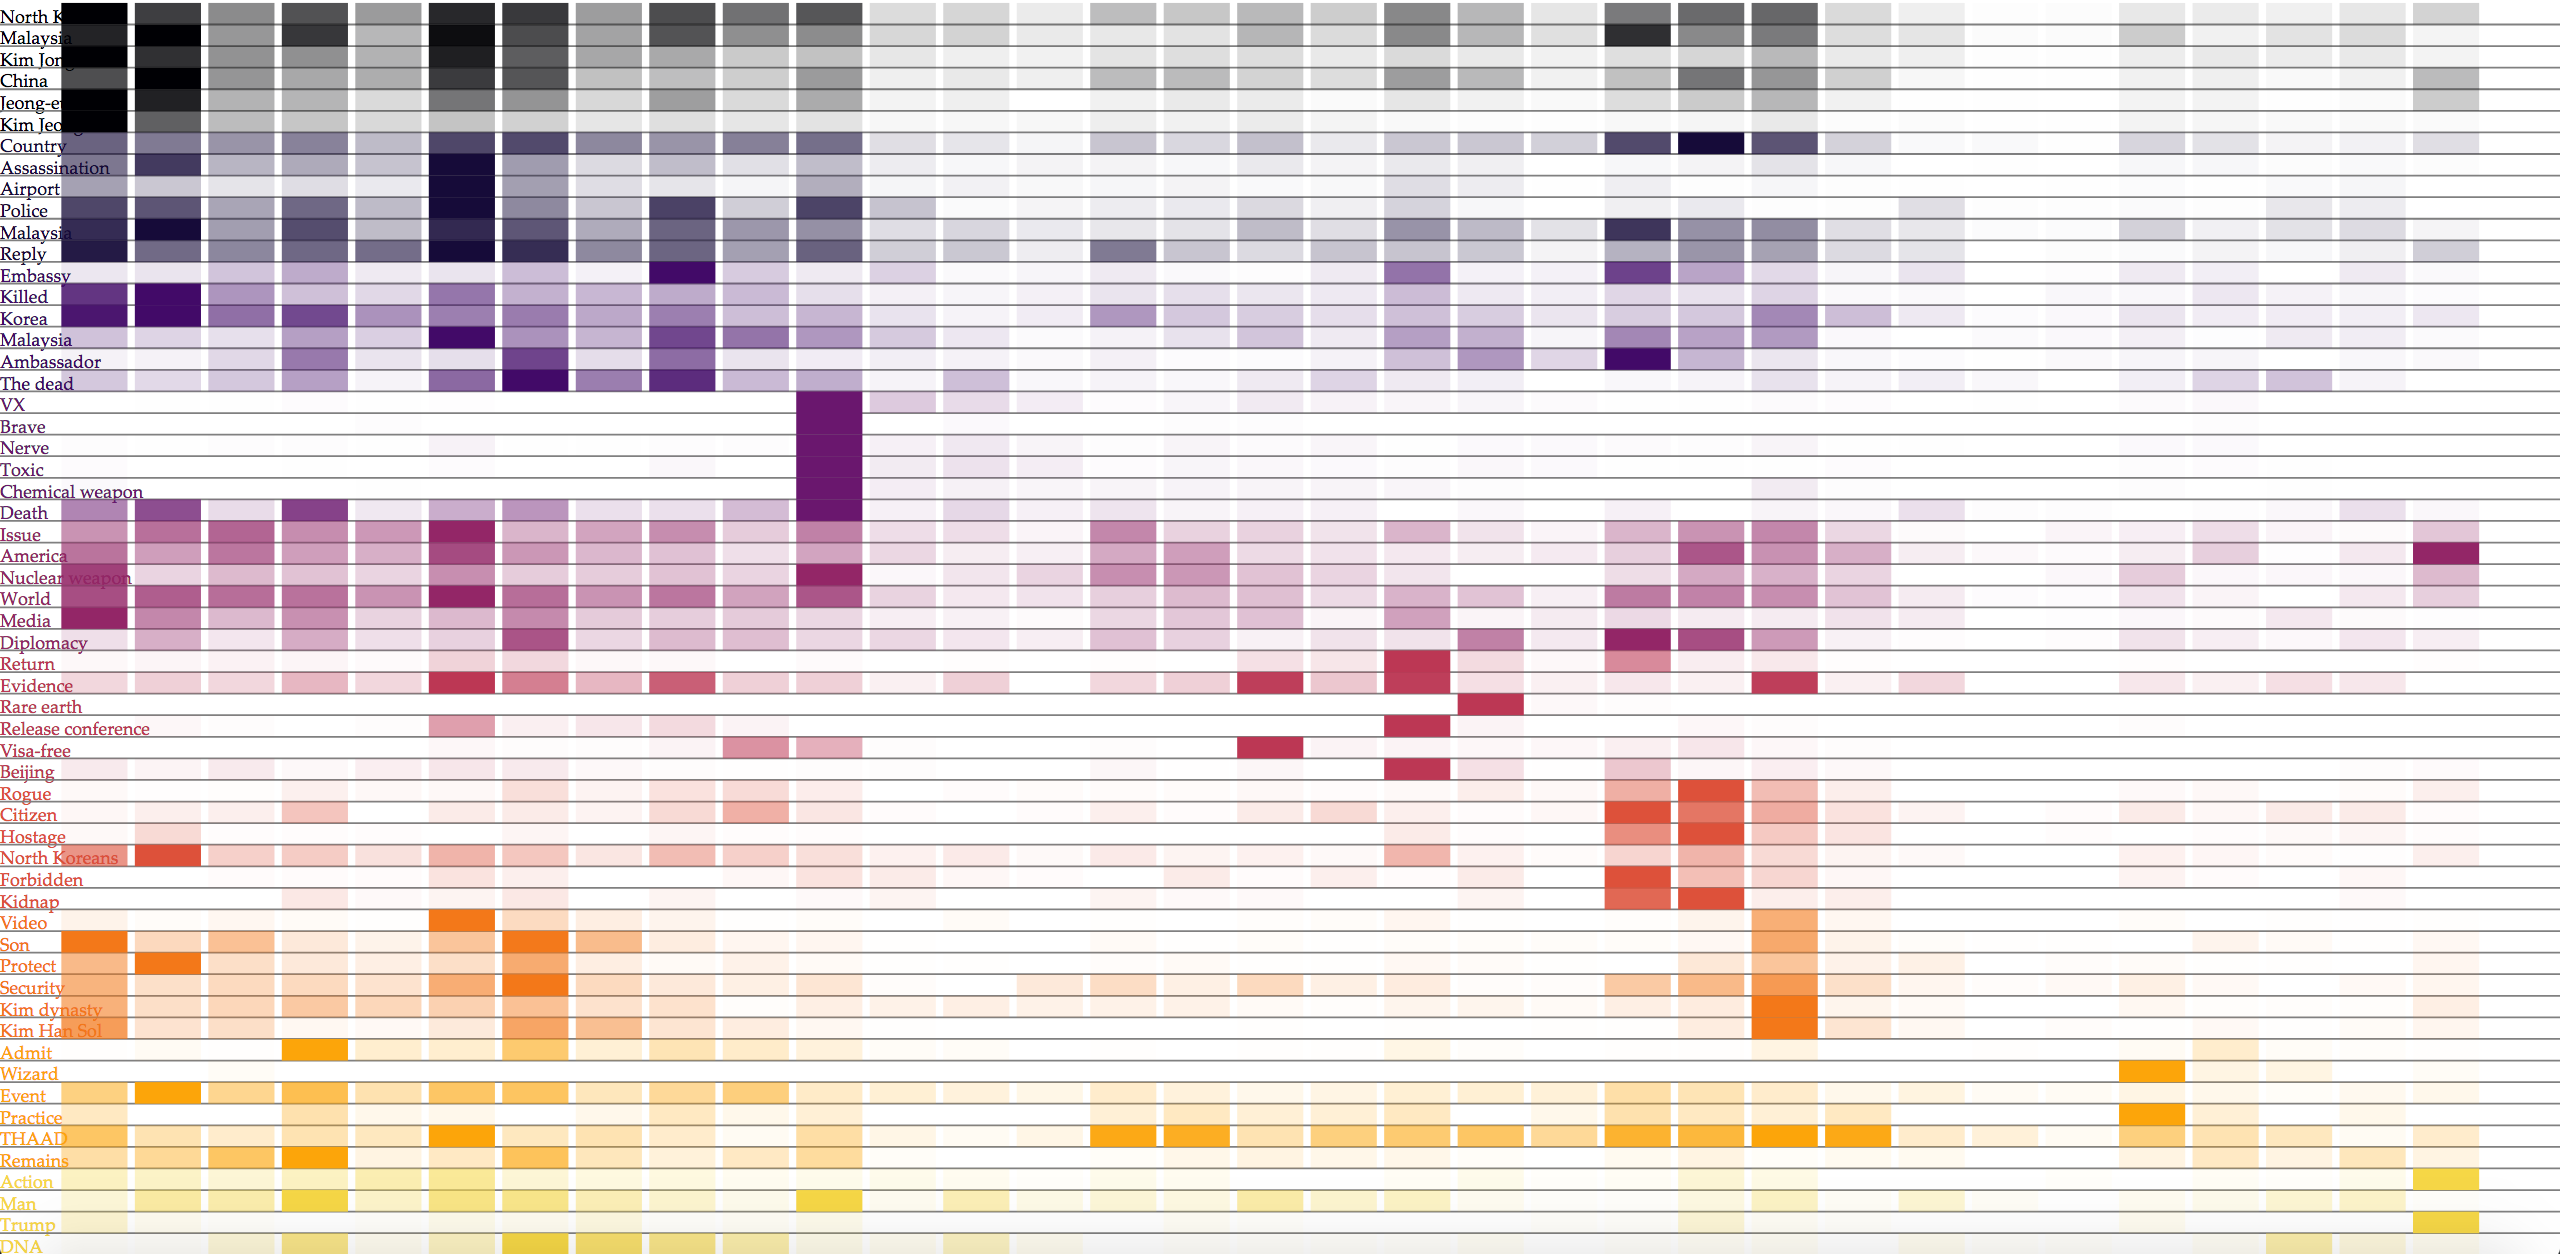 North K
Malaysia
Kim Jon
China
Jeong-e
Kim Jeong
Country
Assassination
Airport
Police
Malaysia
Reply
Embassy
Killed
Korea
Malaysia
Ambassador
The dead
VX
Brave
Nerve
Toxic
Chemical weapon
Death
Issue
America
Nuclear weapon
World
Media
Diplomacy
Return
Evidence
Rare earth
Release conference
Visa-free
Beijing
Rogue
Citizen
Hostage
North Koreans
Forbidden
Kidnap
Video
Son
Protect
Security
Kim dynasty
Kim Han Sol
Admit
Wizard
Event
Practice
THAAD
Remains
Action
Man
Trump
DNA